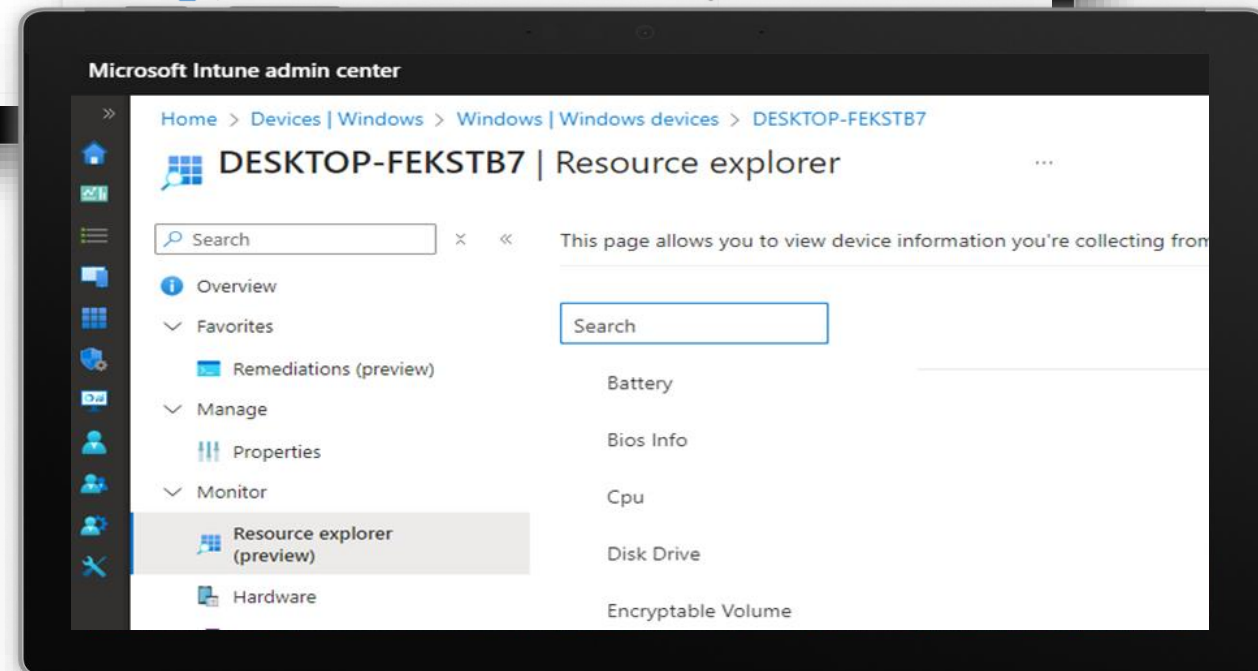 Microsoft Intune admin center
Home > Devices | Windows > Windows | Windows devices > DESKTOP-FEKSTB7
DESKTOP-FEKSTB7 | Resource explorer ...
Search
Overview
Favorites
Remediations (preview)
Manage
Properties
Monitor
Resource explorer
(preview)
Hardware
This page allows you to view device information you're collecting from
Search
Battery
Bios Info
Cpu
Disk Drive
Encryptable Volume